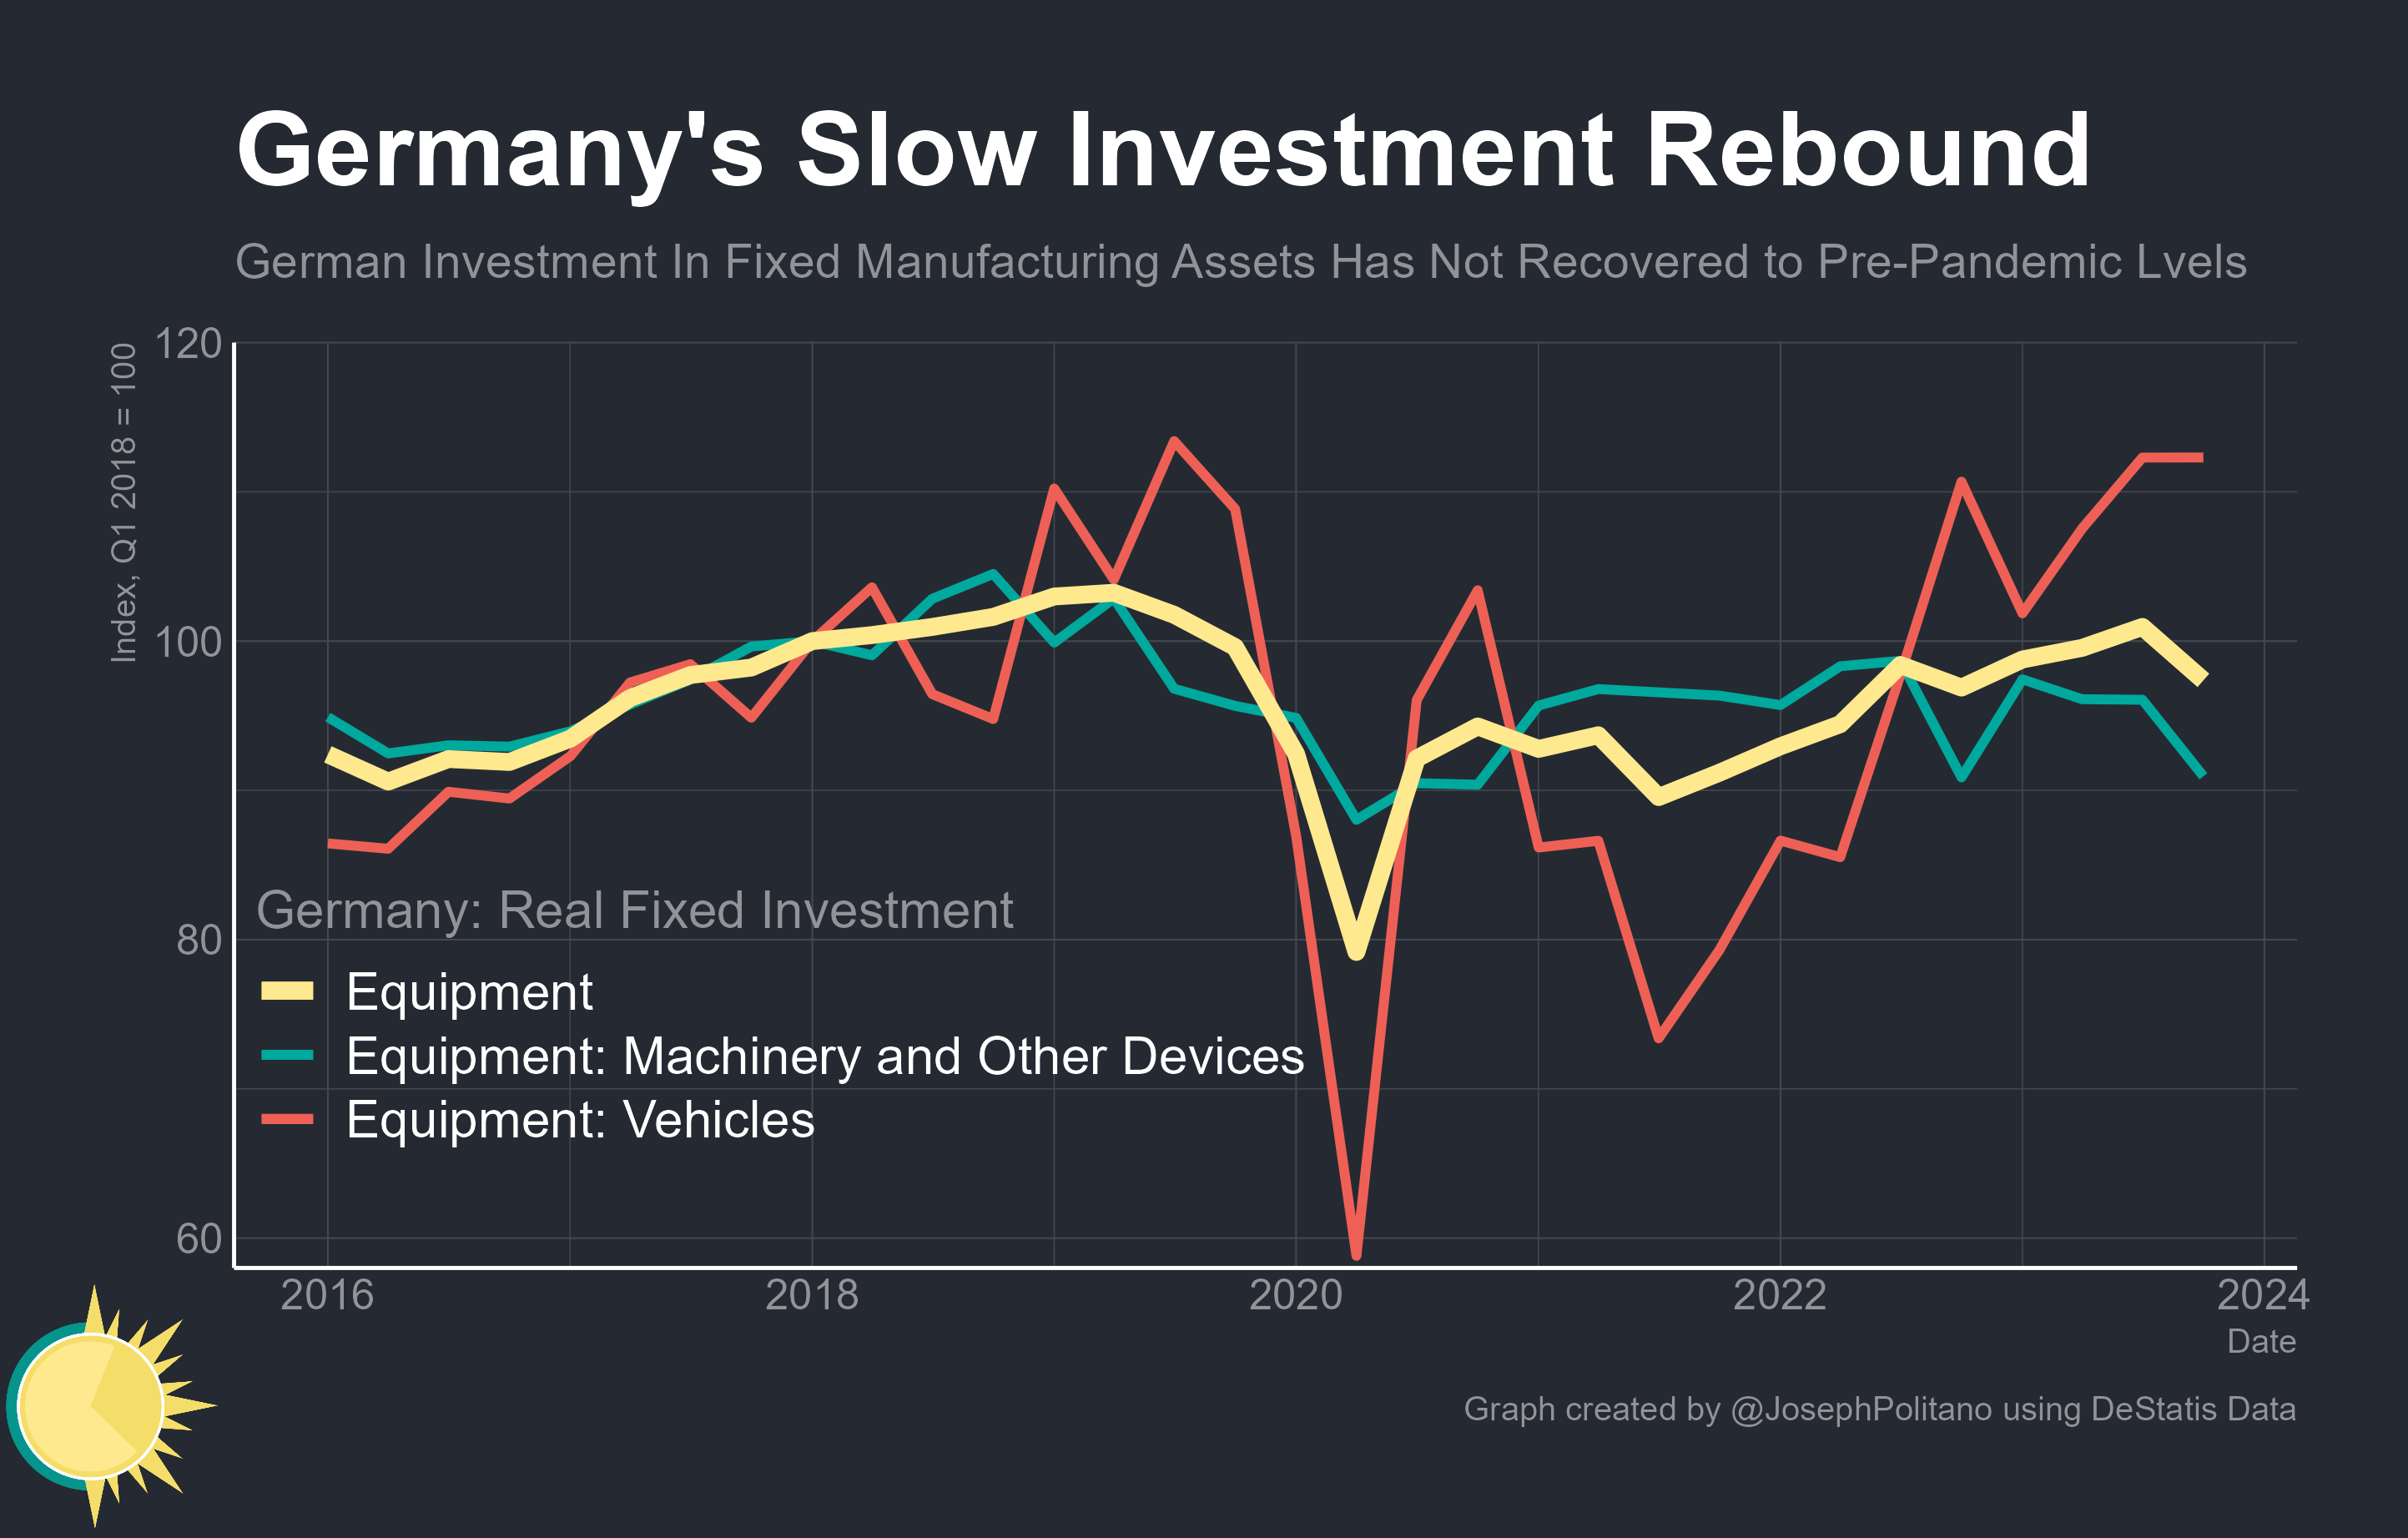 Germany's Slow Investment Rebound
German Investment In Fixed Manufacturing Assets Has Not Recovered to Pre-Pandemic Lvels
Index, Q1 2018 = 100
120
100
80
60
Germany: Real Fixed Investment
Equipment
Equipment: Machinery and Other Devices
Equipment: Vehicles
2016 2018 2020 2022 2024
Date
Graph created by @JosephPolitano using DeStatis Data